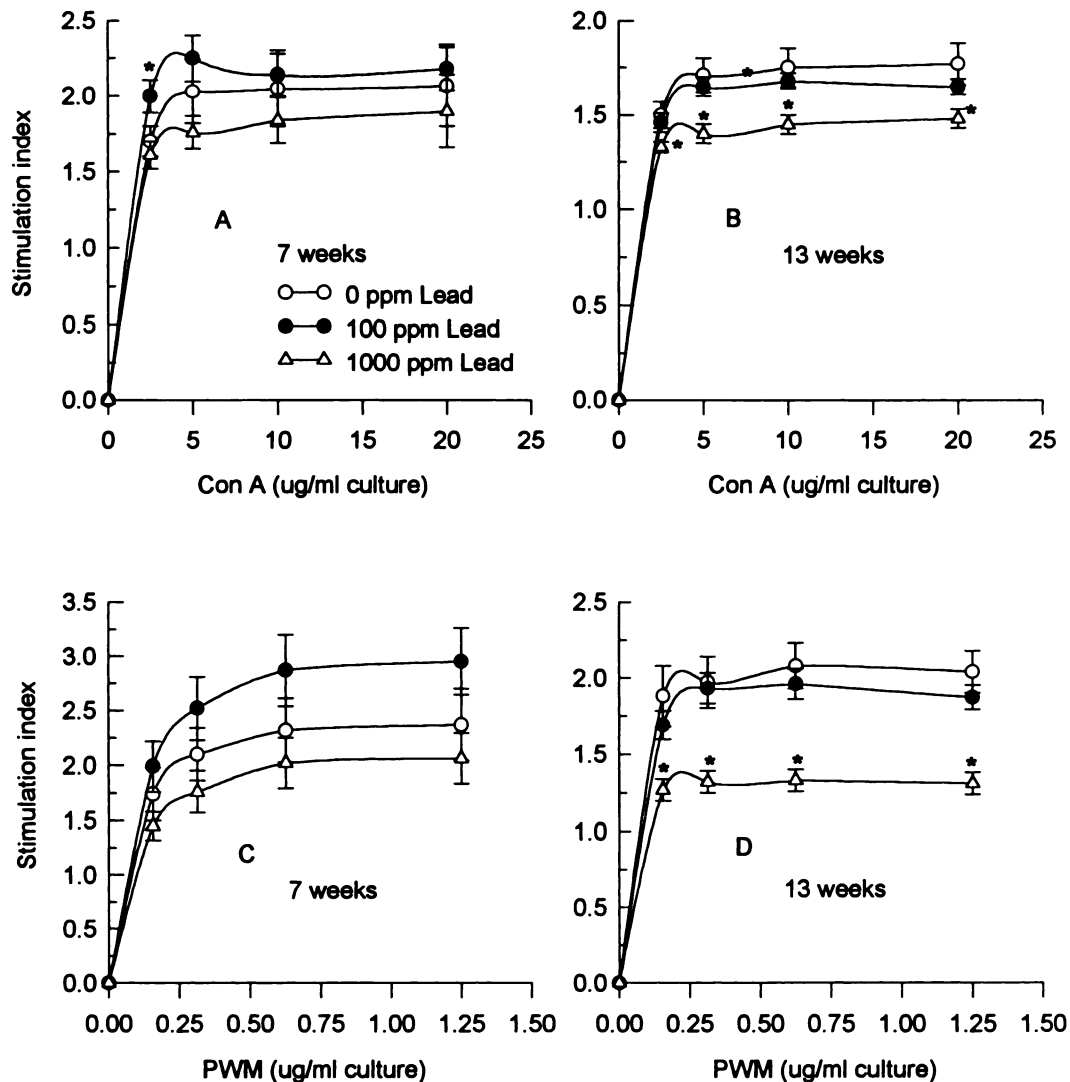 2.5
2.0
1.5
1.0
0.5
0.0
Stimulation index
*
A
7 weeks
0 ppm Lead
100 ppm Lead
1000 ppm Lead
0 5 10 15 20 25
Con A (ug/ml culture)
2.0
1.5
1.0
0.5
0.0
*
*
*
*
*
B
13 weeks
0 5 10 15 20 25
Con A (ug/ml culture)
3.5
3.0
2.5
2.0
1.5
1.0
0.5
0.0
Stimulation index
C
7 weeks
0.00 0.25 0.50 0.75 1.00 1.25 1.50
PWM (ug/ml culture)
2.5
2.0
1.5
1.0
0.5
0.0
* * * *
D
13 weeks
0.00 0.25 0.50 0.75 1.00 1.25 1.50
PWM (ug/ml culture)